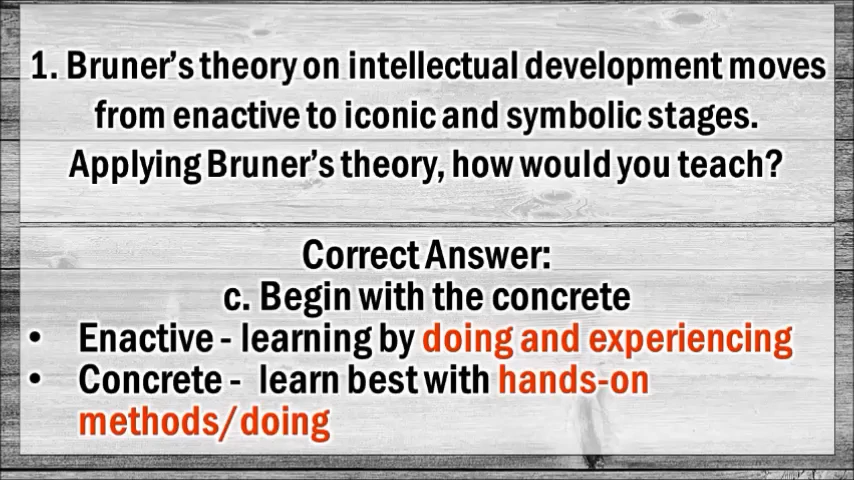 1. Bruner's theory on intellectual development moves
from enactive to iconic and symbolic stages.
Applying Bruner's theory, how would you teach?
Correct Answer:
c. Begin with the concrete
• Enactive - learning by doing and experiencing
• Concrete - learn best with hands-on
methods/doing